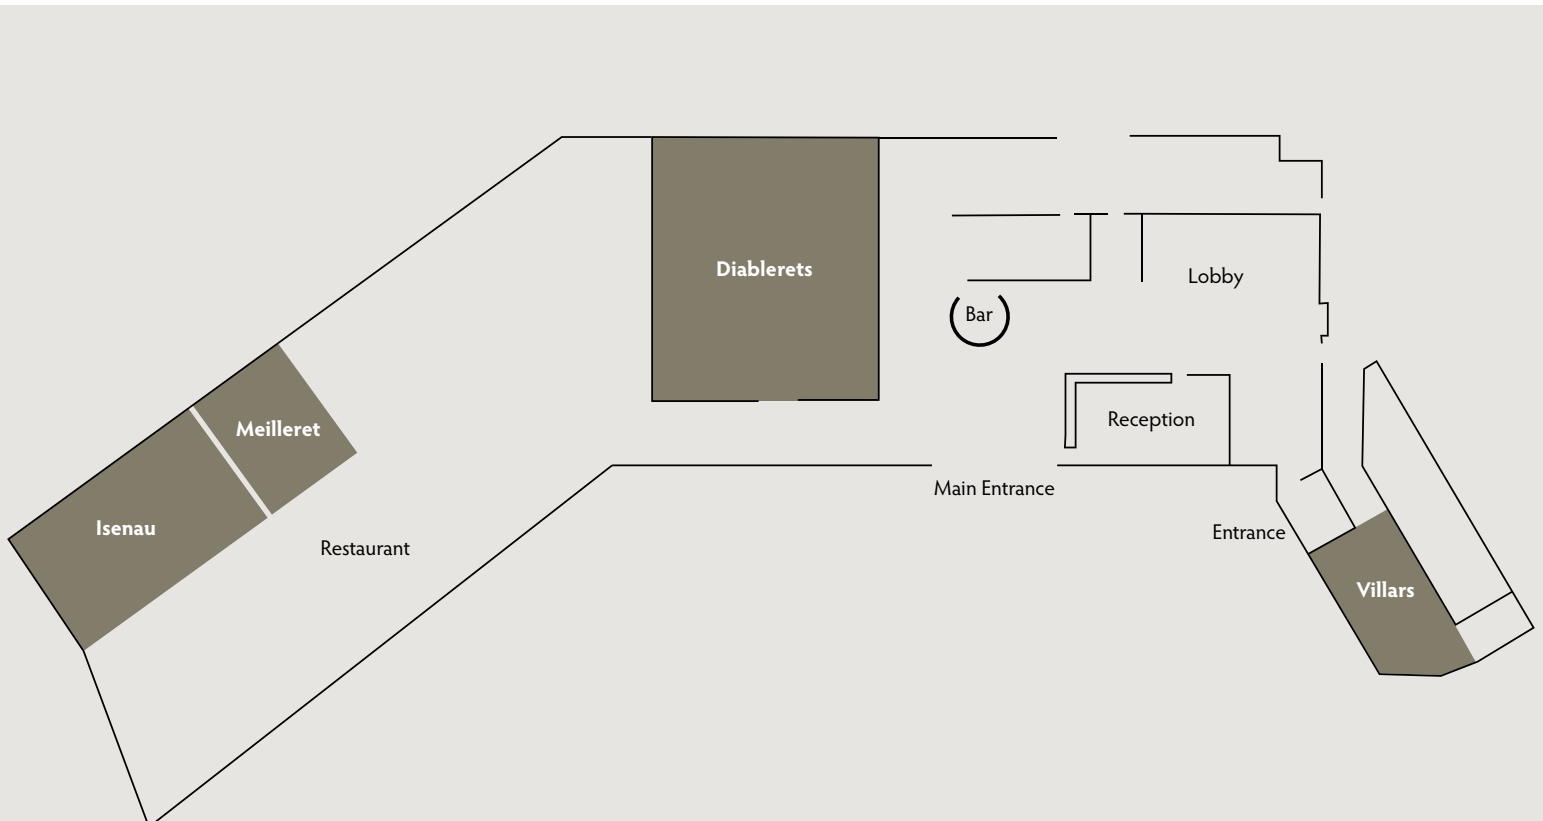 Diablerets
Lobby
Bar
Reception
Meilleret
Main Entrance
Isenau
Entrance
Restaurant
Villars